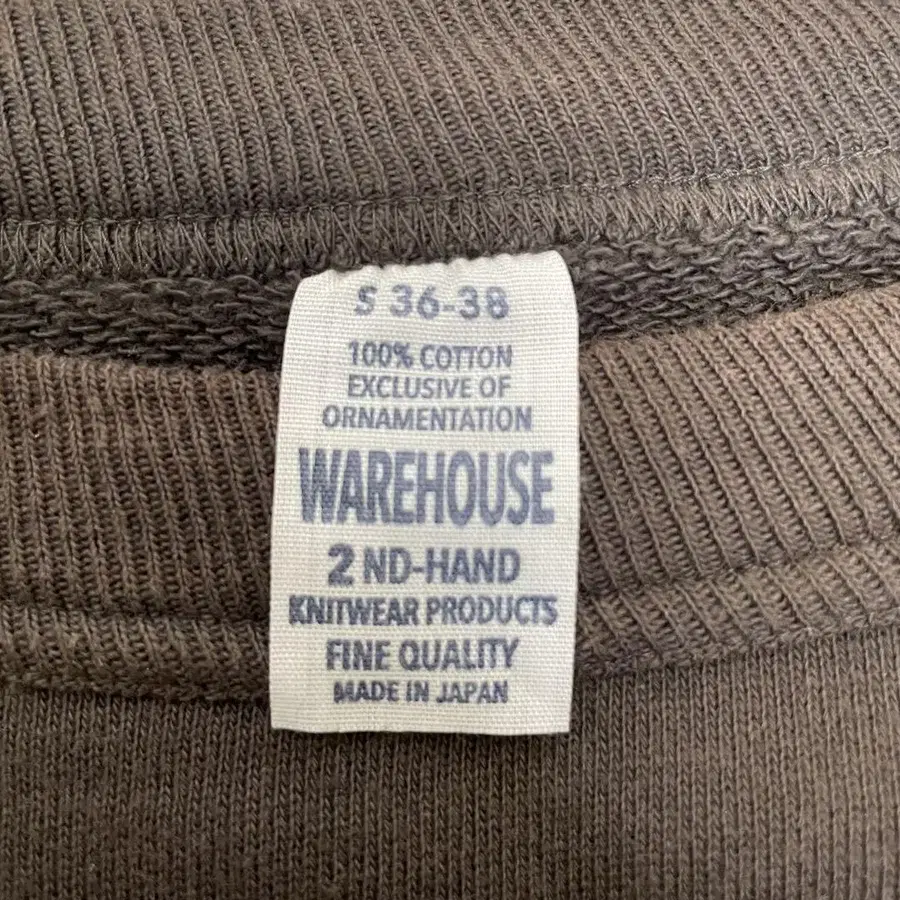 S 36-38
100% COTTON
EXCLUSIVE OF
ORNAMENTATION
WAREHOUSE
2 ND-HAND
KNITWEAR PRODUCTS
FINE QUALITY
MADE IN JAPAN